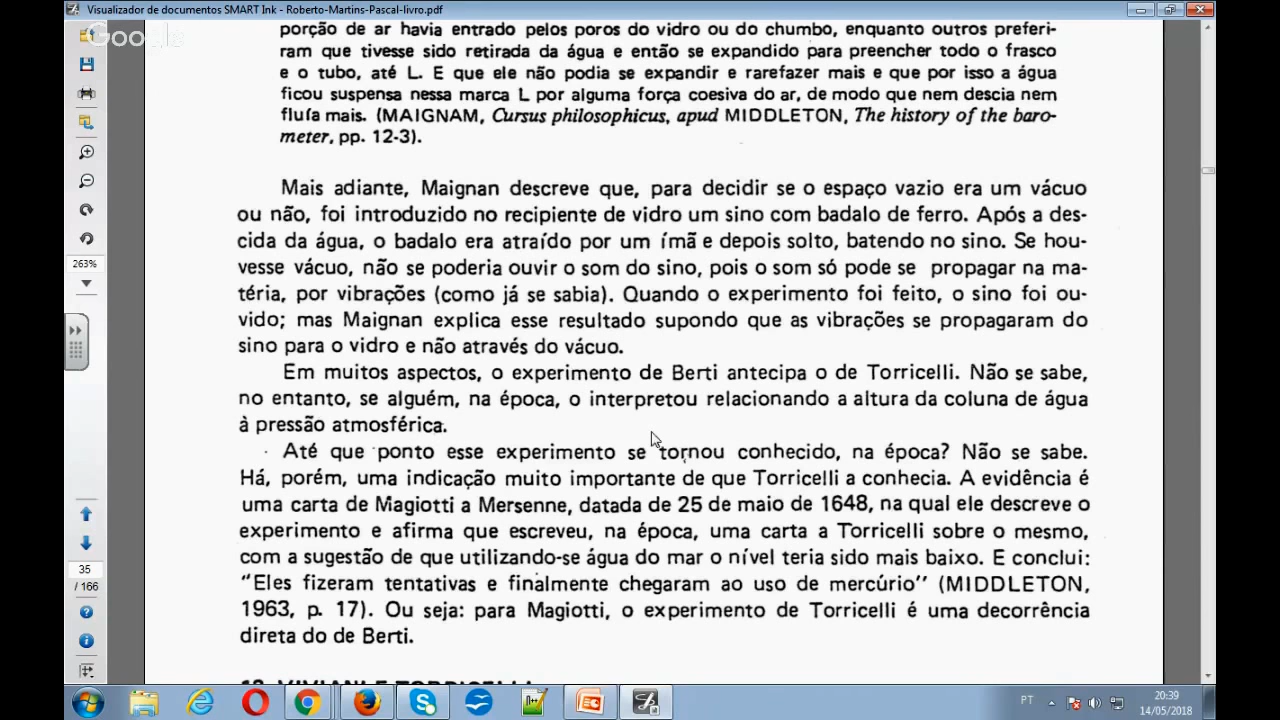 Visualizador de documentos SMART Ink - Roberto-Martins-Pascal-livro.pdf
Google
porção de ar havia entrado pelos poros do vidro ou do chumbo, enquanto outros preferi-
ram que tivesse sido retirada da água e então se expandido para preencher todo o frasco
e o tubo, até L. E que ele não podia se expandir e rarefazer mais e que por isso a água
ficou suspensa nessa marca L por alguma força coesiva do ar, de modo que nem descia nem
fluía mais. (MAIGNAM, Cursus philosophicus, apud MIDDLETON, The history of the baro-
meter, pp. 12-3).
Mais adiante, Maignan descreve que, para decidir se o espaço vazio era um vácuo
ou não, foi introduzido no recipiente de vidro um sino com badalo de ferro. Após a des-
cida da água, o badalo era atraído por um ímã e depois solto, batendo no sino. Se hou-
vesse vácuo, não se poderia ouvir o som do sino, pois o som só pode se propagar na ma-
téria, por vibrações (como já se sabia). Quando o experimento foi feito, o sino foi ou-
vido; mas Maignan explica esse resultado supondo que as vibrações se propagaram do
sino para o vidro e não através do vácuo.
Em muitos aspectos, o experimento de Berti antecipa o de Torricelli. Não se sabe,
no entanto, se alguém, na época, o interpretou relacionando a altura da coluna de água
à pressão atmosférica.
Até que ponto esse experimento se tornou conhecido, na época? Não se sabe.
Há, porém, uma indicação muito importante de que Torricelli a conhecia. A evidência é
uma carta de Magiotti a Mersenne, datada de 25 de maio de 1648, na qual ele descreve o
experimento e afirma que escreveu, na época, uma carta a Torricelli sobre o mesmo,
com a sugestão de que utilizando-se água do mar o nível teria sido mais baixo. E conclui:
"Eles fizeram tentativas e finalmente chegaram ao uso de mercúrio" (MIDDLETON,
1963, p. 17). Ou seja: para Magiotti, o experimento de Torricelli é uma decorrência
direta do de Berti.
263%
35
/ 166
PT
20:39
14/05/2018